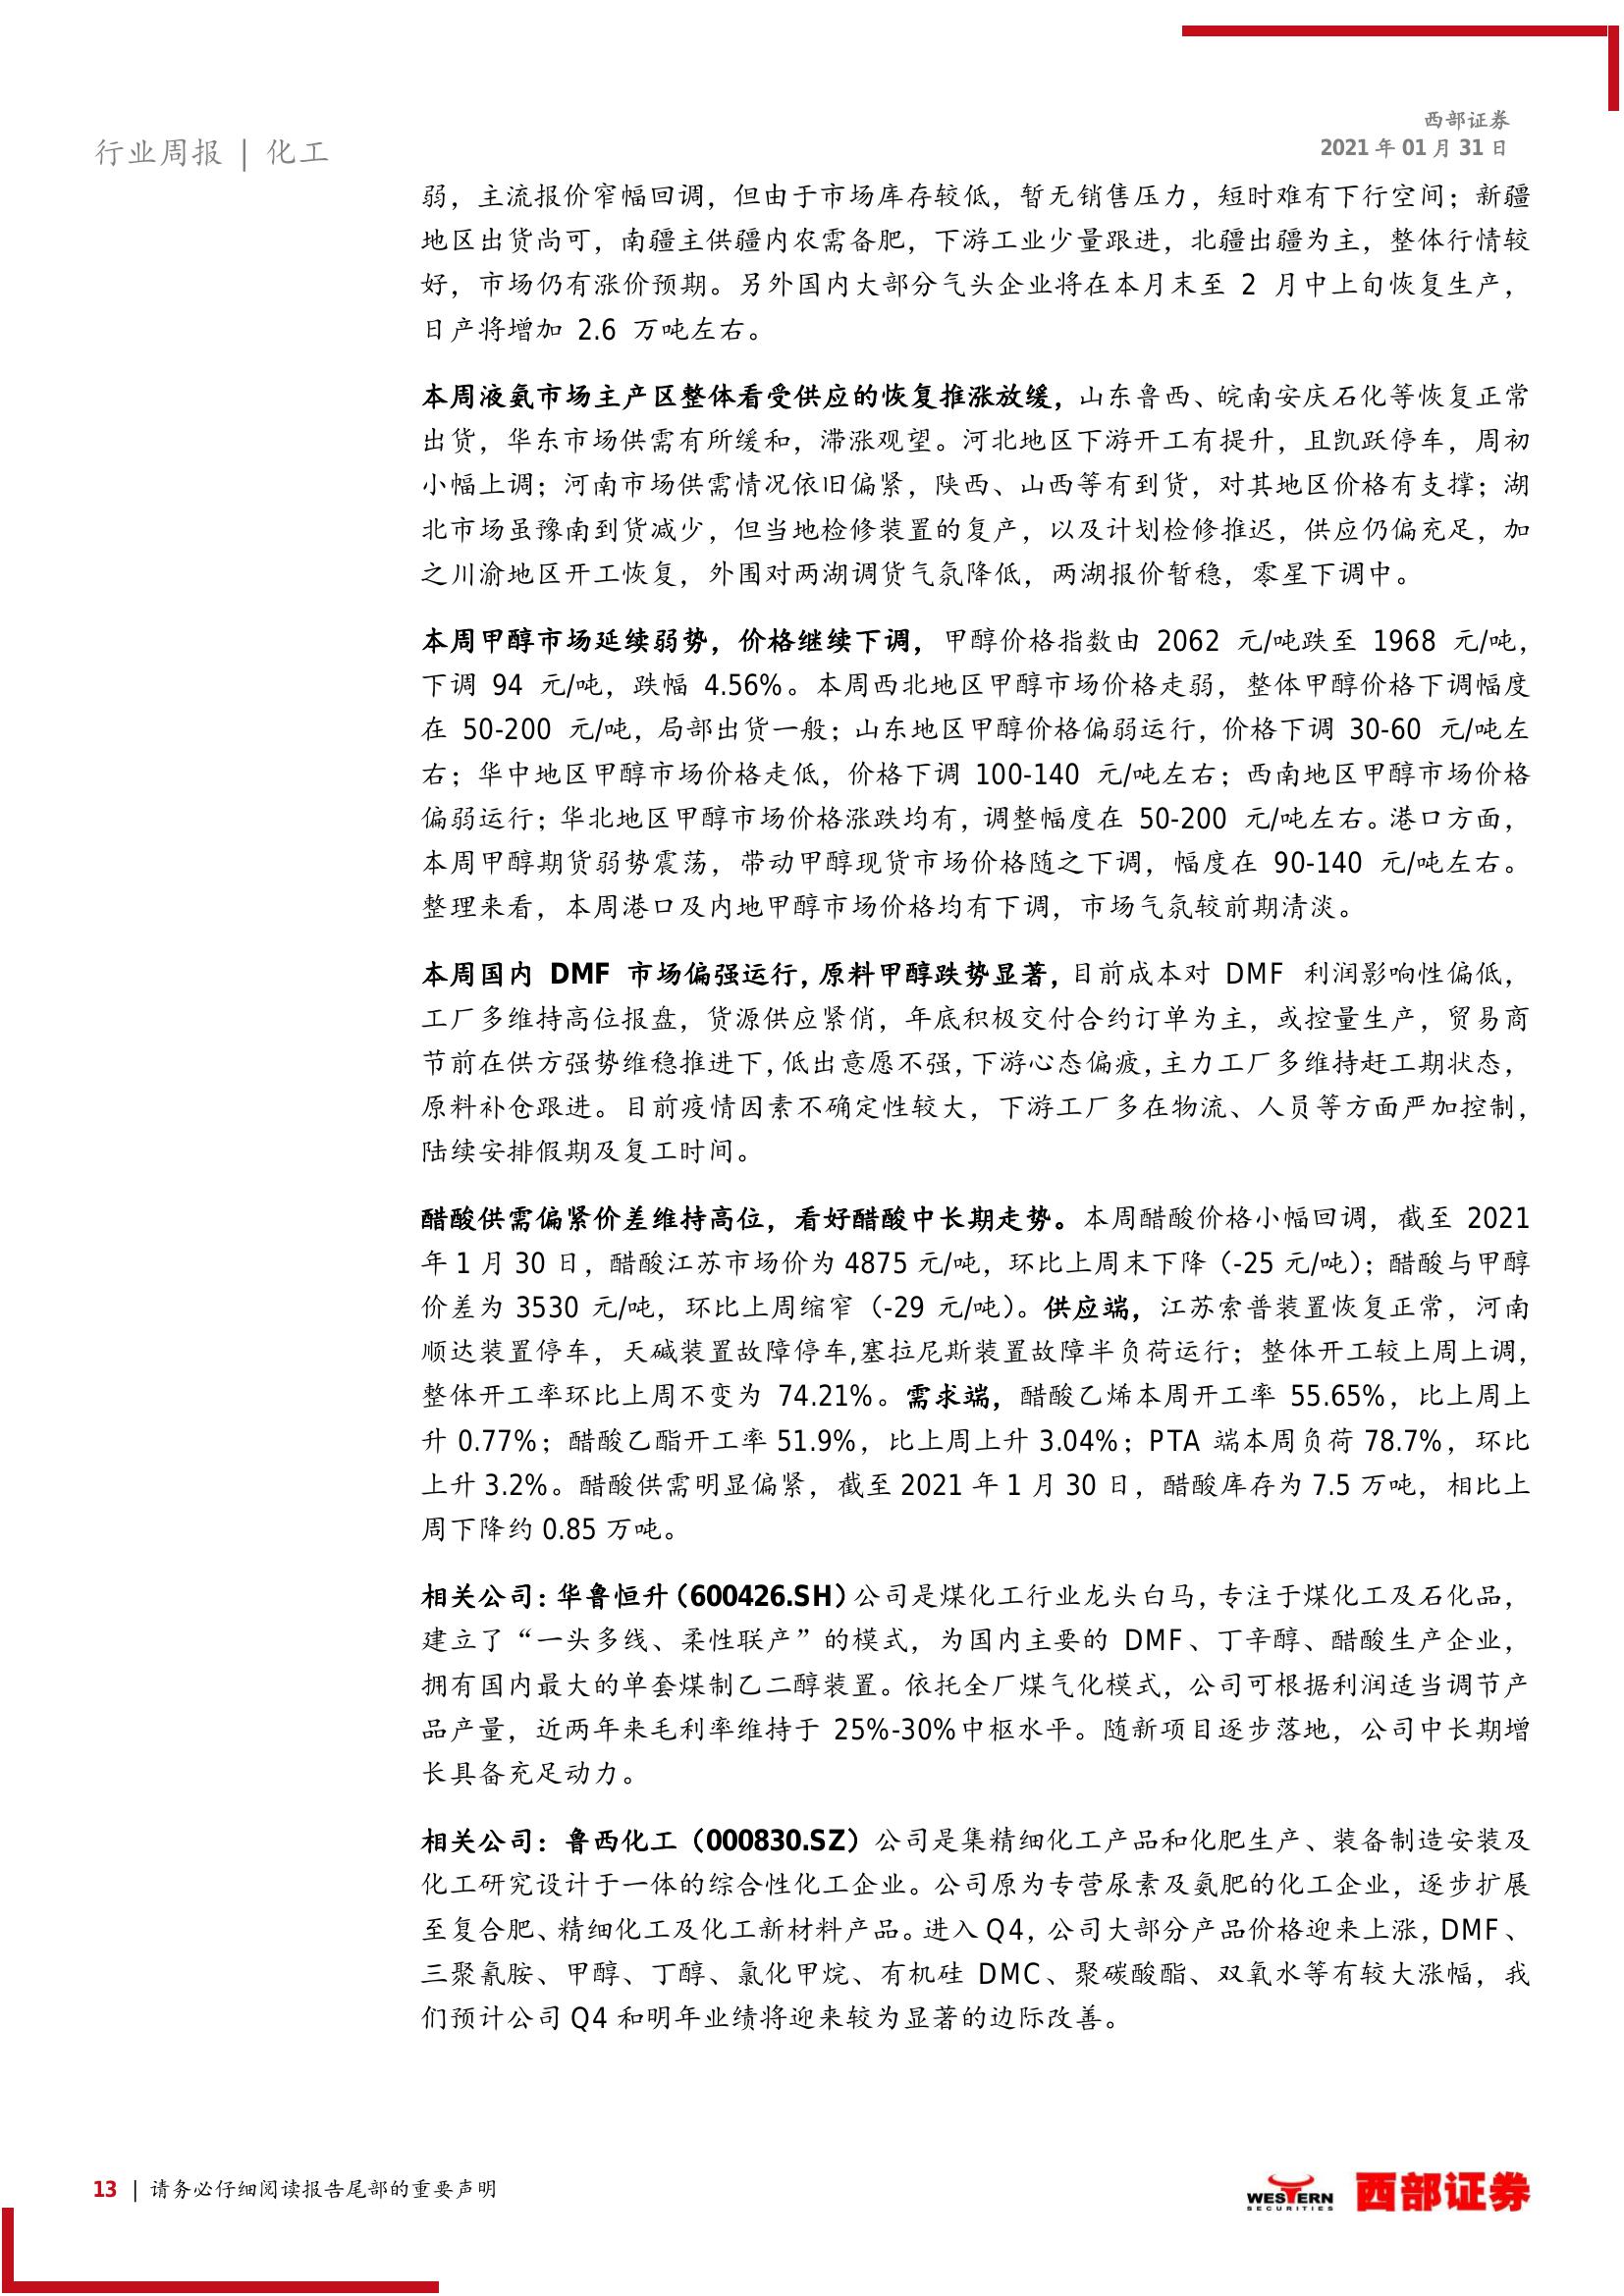 西部证券
行业周报 | 化工
2021 年 01 月 31 日
弱，主流报价窄幅回调，但由于市场库存较低，暂无销售压力，短时难有下行空间；新疆
地区出货尚可，南疆主供疆内农需备肥，下游工业少量跟进，北疆出疆为主，整体行情较
好，市场仍有涨价预期。另外国内大部分气头企业将在本月末至 2 月中上旬恢复生产，
日产将增加 2.6 万吨左右。
本周液氨市场主产区整体看受供应的恢复推涨放缓，山东鲁西、皖南安庆石化等恢复正常
出货，华东市场供需有所缓和，滞涨观望。河北地区下游开工有提升，且凯跃停车，周初
小幅上调；河南市场供需情况依旧偏紧，陕西、山西等有到货，对其地区价格有支撑；湖
北市场虽豫南到货减少，但当地检修装置的复产，以及计划检修推迟，供应仍偏充足，加
之川渝地区开工恢复，外围对两湖调货气氛降低，两湖报价暂稳，零星下调中。
本周甲醇市场延续弱势，价格继续下调，甲醇价格指数由 2062 元/吨跌至 1968 元/吨，
下调 94 元/吨，跌幅 4.56%。本周西北地区甲醇市场价格走弱，整体甲醇价格下调幅度
在 50-200 元/吨，局部出货一般；山东地区甲醇价格偏弱运行，价格下调 30-60 元/吨左
右；华中地区甲醇市场价格走低，价格下调 100-140 元/吨左右；西南地区甲醇市场价格
偏弱运行；华北地区甲醇市场价格涨跌均有，调整幅度在 50-200 元/吨左右。港口方面，
本周甲醇期货弱势震荡，带动甲醇现货市场价格随之下调，幅度在 90-140 元/吨左右。
整理来看，本周港口及内地甲醇市场价格均有下调，市场气氛较前期清淡。
本周国内 DMF 市场偏强运行，原料甲醇跌势显著，目前成本对 DMF 利润影响性偏低，
工厂多维持高位报盘，货源供应紧俏，年底积极交付合约订单为主，或控量生产，贸易商
节前在供方强势维稳推进下，低出意愿不强，下游心态偏疲，主力工厂多维持赶工期状态，
原料补仓跟进。目前疫情因素不确定性较大，下游工厂多在物流、人员等方面严加控制，
陆续安排假期及复工时间。
醋酸供需偏紧价差维持高位，看好醋酸中长期走势。本周醋酸价格小幅回调，截至 2021
年 1 月 30 日，醋酸江苏市场价为 4875 元/吨，环比上周末下降（-25 元/吨）；醋酸与甲醇
价差为 3530 元/吨，环比上周缩窄（-29 元/吨）。供应端，江苏索普装置恢复正常，河南
顺达装置停车，天碱装置故障停车,塞拉尼斯装置故障半负荷运行；整体开工较上周上调，
整体开工率环比上周不变为 74.21%。需求端，醋酸乙烯本周开工率 55.65%，比上周上
升 0.77%；醋酸乙酯开工率 51.9%，比上周上升 3.04%；PTA 端本周负荷 78.7%，环比
上升 3.2%。醋酸供需明显偏紧，截至 2021 年 1 月 30 日，醋酸库存为 7.5 万吨，相比上
周下降约 0.85 万吨。
相关公司：华鲁恒升（600426.SH）公司是煤化工行业龙头白马，专注于煤化工及石化品，
建立了“一头多线、柔性联产”的模式，为国内主要的 DMF、丁辛醇、醋酸生产企业，
拥有国内最大的单套煤制乙二醇装置。依托全厂煤气化模式，公司可根据利润适当调节产
品产量，近两年来毛利率维持于 25%-30%中枢水平。随新项目逐步落地，公司中长期增
长具备充足动力。
相关公司：鲁西化工（000830.SZ）公司是集精细化工产品和化肥生产、装备制造安装及
化工研究设计于一体的综合性化工企业。公司原为专营尿素及氨肥的化工企业，逐步扩展
至复合肥、精细化工及化工新材料产品。进入 Q4，公司大部分产品价格迎来上涨，DMF、
三聚氰胺、甲醇、丁醇、氯化甲烷、有机硅 DMC、聚碳酸酯、双氧水等有较大涨幅，我
们预计公司 Q4 和明年业绩将迎来较为显著的边际改善。
13 | 请务必仔细阅读报告尾部的重要声明
WESTERN
SECURITIES
西部证券